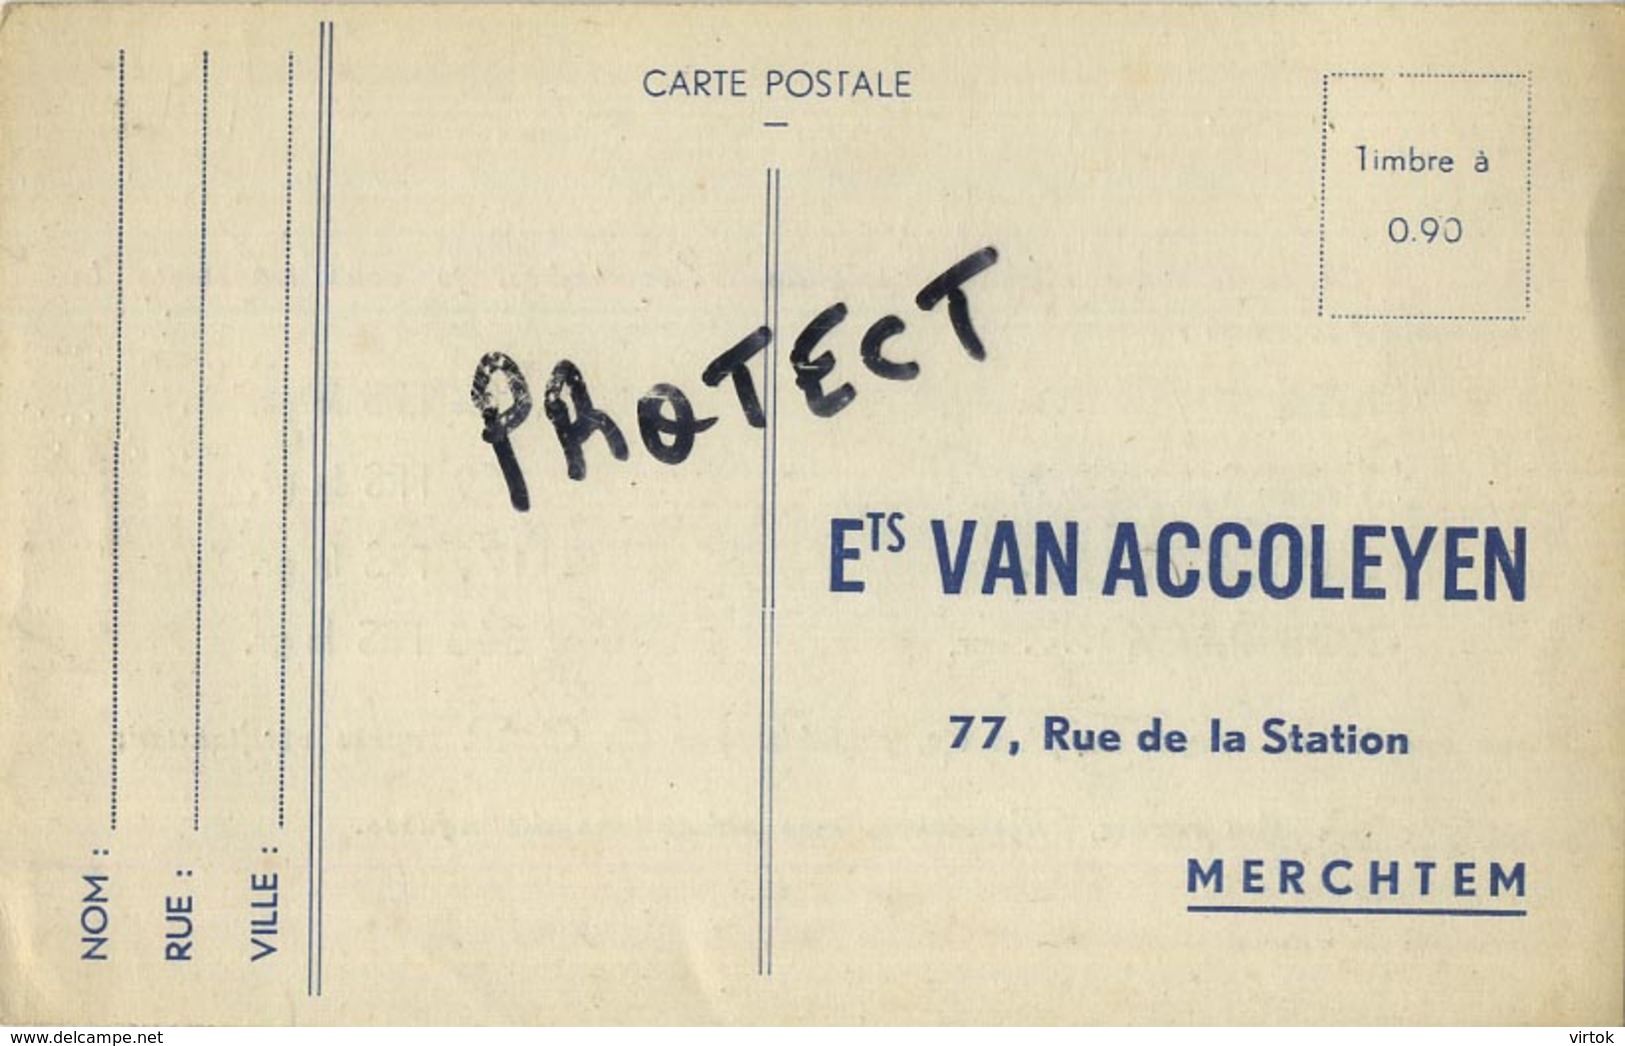 CARTE POSTALE
Timbre à
0.90
PROTECT
ETS VAN ACCOLEYEN
77, Rue de la Station
MERCHTEM
NOM :
RUE :
VILLE :
www.delcampe.net
virtok